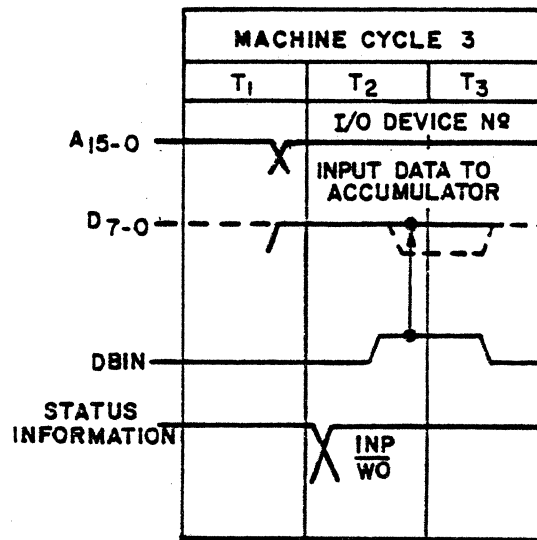 MACHINE CYCLE 3
T1 T2 T3
I/O DEVICE Nº
A15-0
INPUT DATA TO
ACCUMULATOR
D7-0
DBIN
STATUS
INFORMATION
INP
W̅O̅